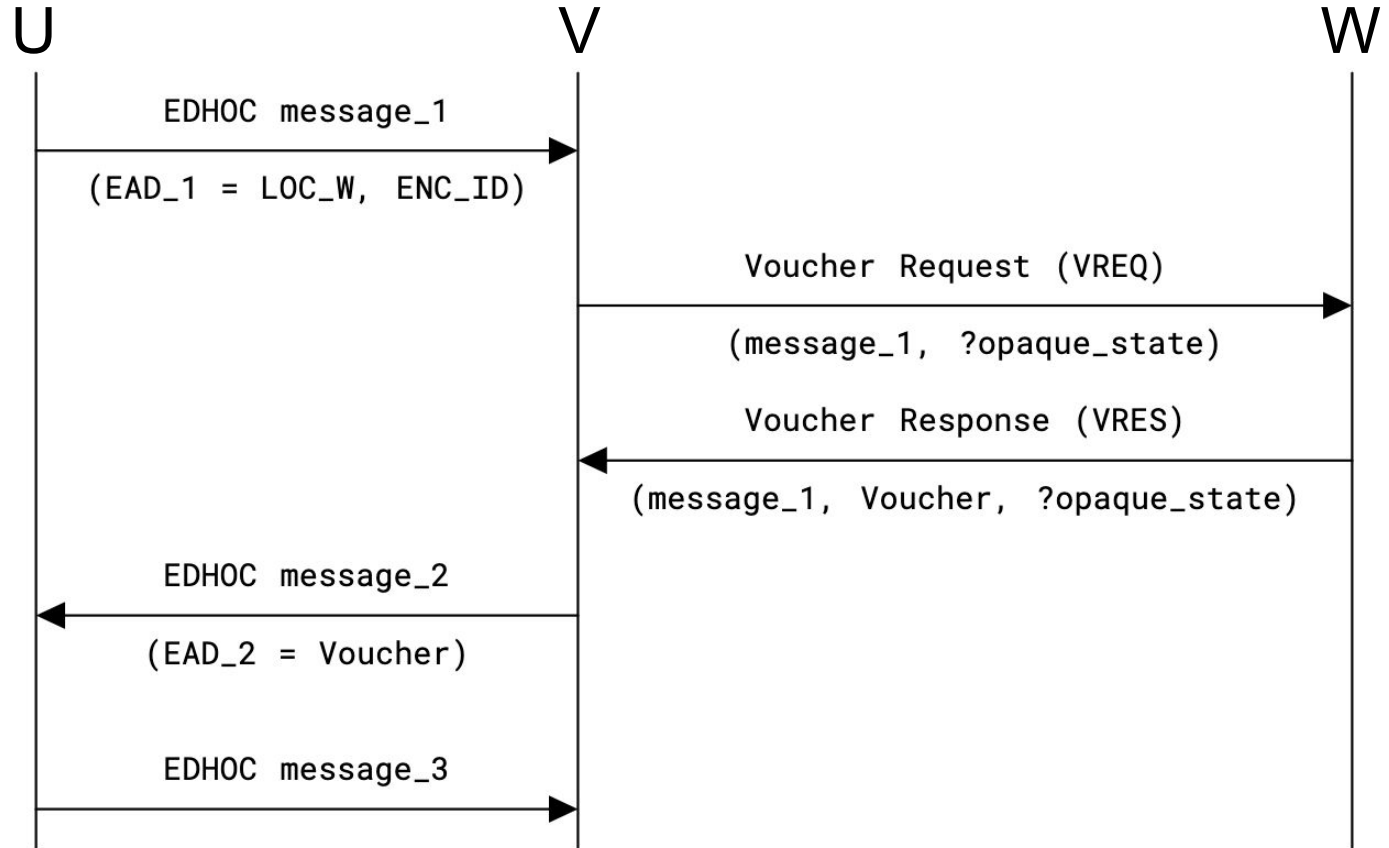 U V W
EDHOC message_1
(EAD_1 = LOC_W, ENC_ID)
Voucher Request (VREQ)
(message_1, ?opaque_state)
Voucher Response (VRES)
(message_1, Voucher, ?opaque_state)
EDHOC message_2
(EAD_2 = Voucher)
EDHOC message_3